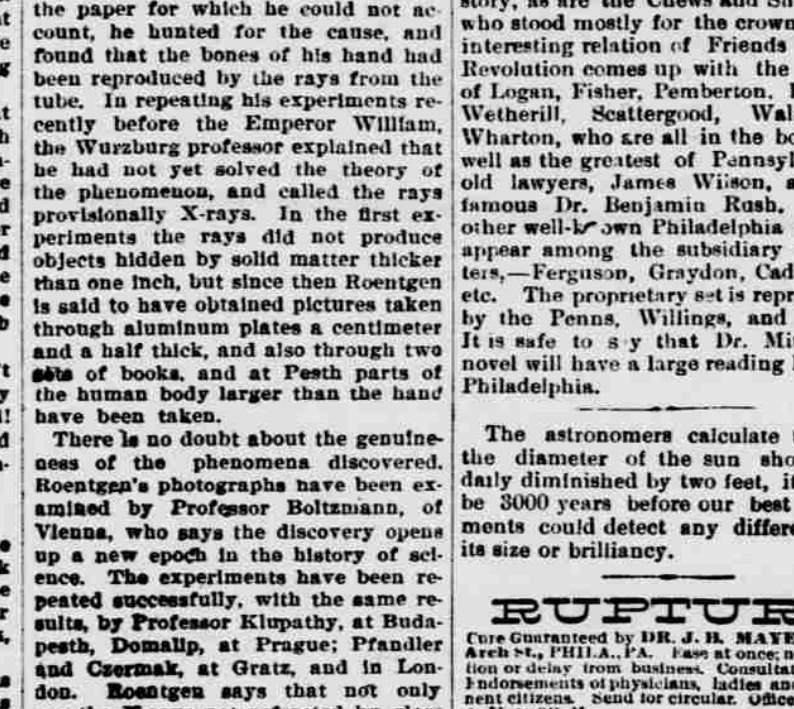 the paper for which he could not ac-
count, he hunted for the cause, and
found that the bones of his hand had
been reproduced by the rays from the
tube. In repeating his experiments re-
cently before the Emperor William,
the Wurzburg professor explained that
he had not yet solved the theory of
the phenomenon, and called the rays
provisionally X-rays. In the first ex-
periments the rays did not produce
objects hidden by solid matter thicker
than one inch, but since then Roentgen
is said to have obtained pictures taken
through aluminum plates a centimeter
and a half thick, and also through two
sets of books, and at Pesth parts of
the human body larger than the hand
have been taken.
There is no doubt about the genuine-
ness of the phenomena discovered.
Roentgen's photographs have been ex-
amined by Professor Boltzmann, of
Vienna, who says the discovery opens
up a new epoch in the history of sci-
ence. The experiments have been re-
peated successfully, with the same re-
sults, by Professor Klupathy, at Buda-
pesth, Domalip, at Prague; Pfandler
and Czermak, at Gratz, and in Lon-
don. Roentgen says that not only
who stood mostly for the crown
interesting relation of Friends
Revolution comes up with the
of Logan, Fisher, Pemberton,
Wetherill, Scattergood, Wal
Wharton, who are all in the bo
well as the greatest of Pennsyl
old lawyers, James Wilson,
famous Dr. Benjamin Rush.
other well-known Philadelphia
appear among the subsidiary
ters,—Ferguson, Graydon, Cad
etc. The proprietary set is repr
by the Penns, Willings, and
It is safe to s y that Dr. Mi
novel will have a large reading
Philadelphia.
The astronomers calculate
the diameter of the sun sho
daily diminished by two feet, i
be 3000 years before our best
ments could detect any differe
its size or brilliancy.
RUPTUR
Cure Guaranteed by DR. J. B. MAYE
Arch St., PHILA., PA. Ease at once; n
tion or delay from business. Consulta
Endorsements of physicians, ladies and
nent citizens. Send for circular. Office